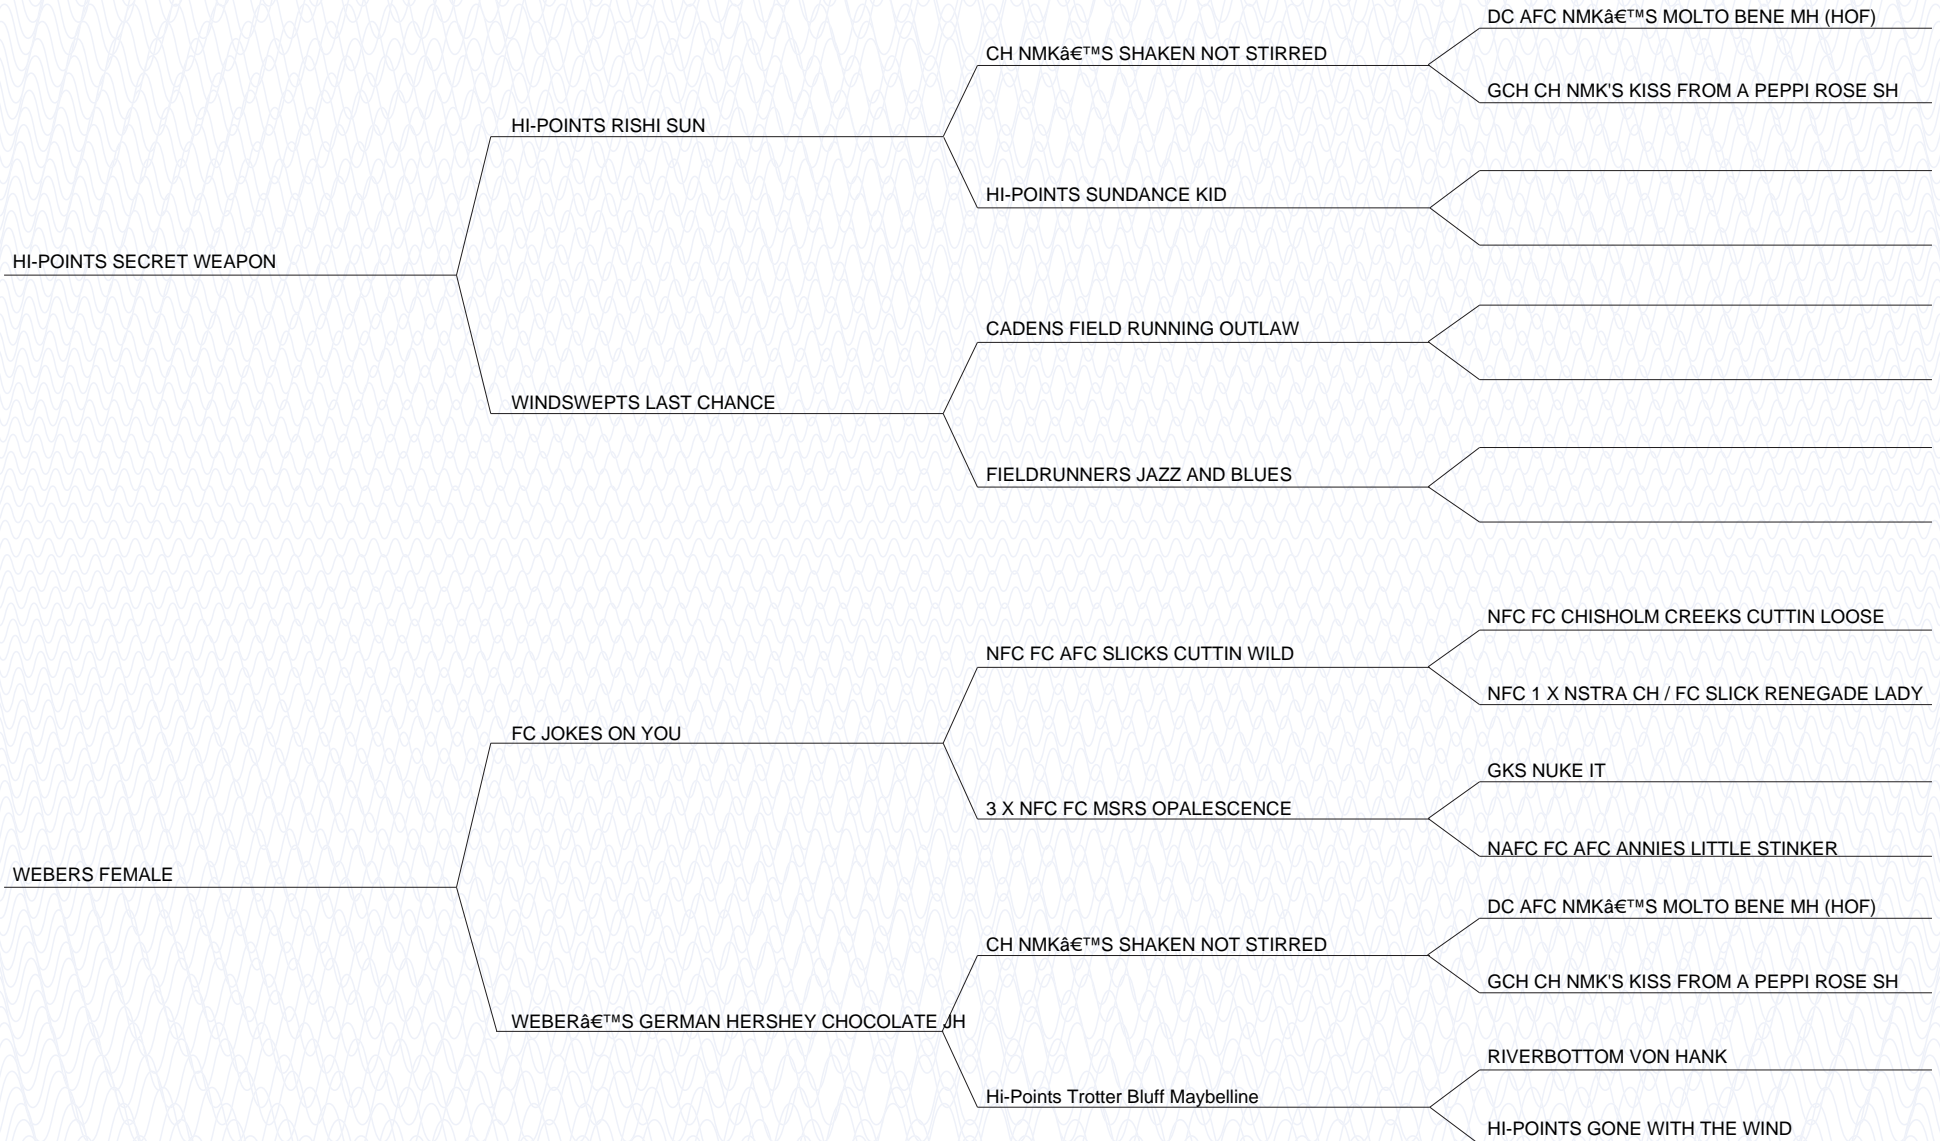 DC AFC NMKâ€™S MOLTO BENE MH (HOF)
CH NMKâ€™S SHAKEN NOT STIRRED
GCH CH NMK'S KISS FROM A PEPPI ROSE SH
HI-POINTS RISHI SUN
HI-POINTS SUNDANCE KID
HI-POINTS SECRET WEAPON
CADENS FIELD RUNNING OUTLAW
WINDSWEPTS LAST CHANCE
FIELDRUNNERS JAZZ AND BLUES
NFC FC CHISHOLM CREEKS CUTTIN LOOSE
NFC FC AFC SLICKS CUTTIN WILD
NFC 1 X NSTRA CH / FC SLICK RENEGADE LADY
FC JOKES ON YOU
GKS NUKE IT
3 X NFC FC MSRS OPALESCENCE
NAFC FC AFC ANNIES LITTLE STINKER
WEBERS FEMALE
DC AFC NMKâ€™S MOLTO BENE MH (HOF)
CH NMKâ€™S SHAKEN NOT STIRRED
GCH CH NMK'S KISS FROM A PEPPI ROSE SH
WEBERâ€™S GERMAN HERSHEY CHOCOLATE JH
RIVERBOTTOM VON HANK
Hi-Points Trotter Bluff Maybelline
HI-POINTS GONE WITH THE WIND